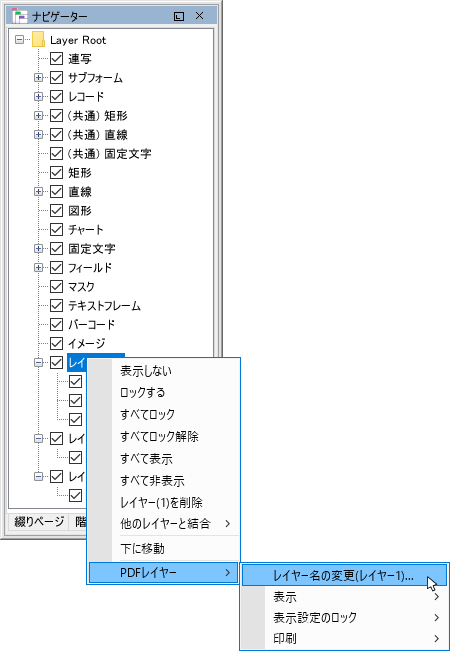 ナビゲーター
Layer Root
連写
サブフォーム
レコード
(共通) 矩形
(共通) 直線
(共通) 固定文字
矩形
直線
図形
チャート
固定文字
フィールド
マスク
テキストフレーム
バーコード
イメージ
レイ
レイ
レイ
綴りページ
階
表示しない
ロックする
すべてロック
すべてロック解除
すべて表示
すべて非表示
レイヤー(1)を削除
他のレイヤーと結合
下に移動
PDFレイヤー
レイヤー名の変更(レイヤー1)...
表示
表示設定のロック
印刷